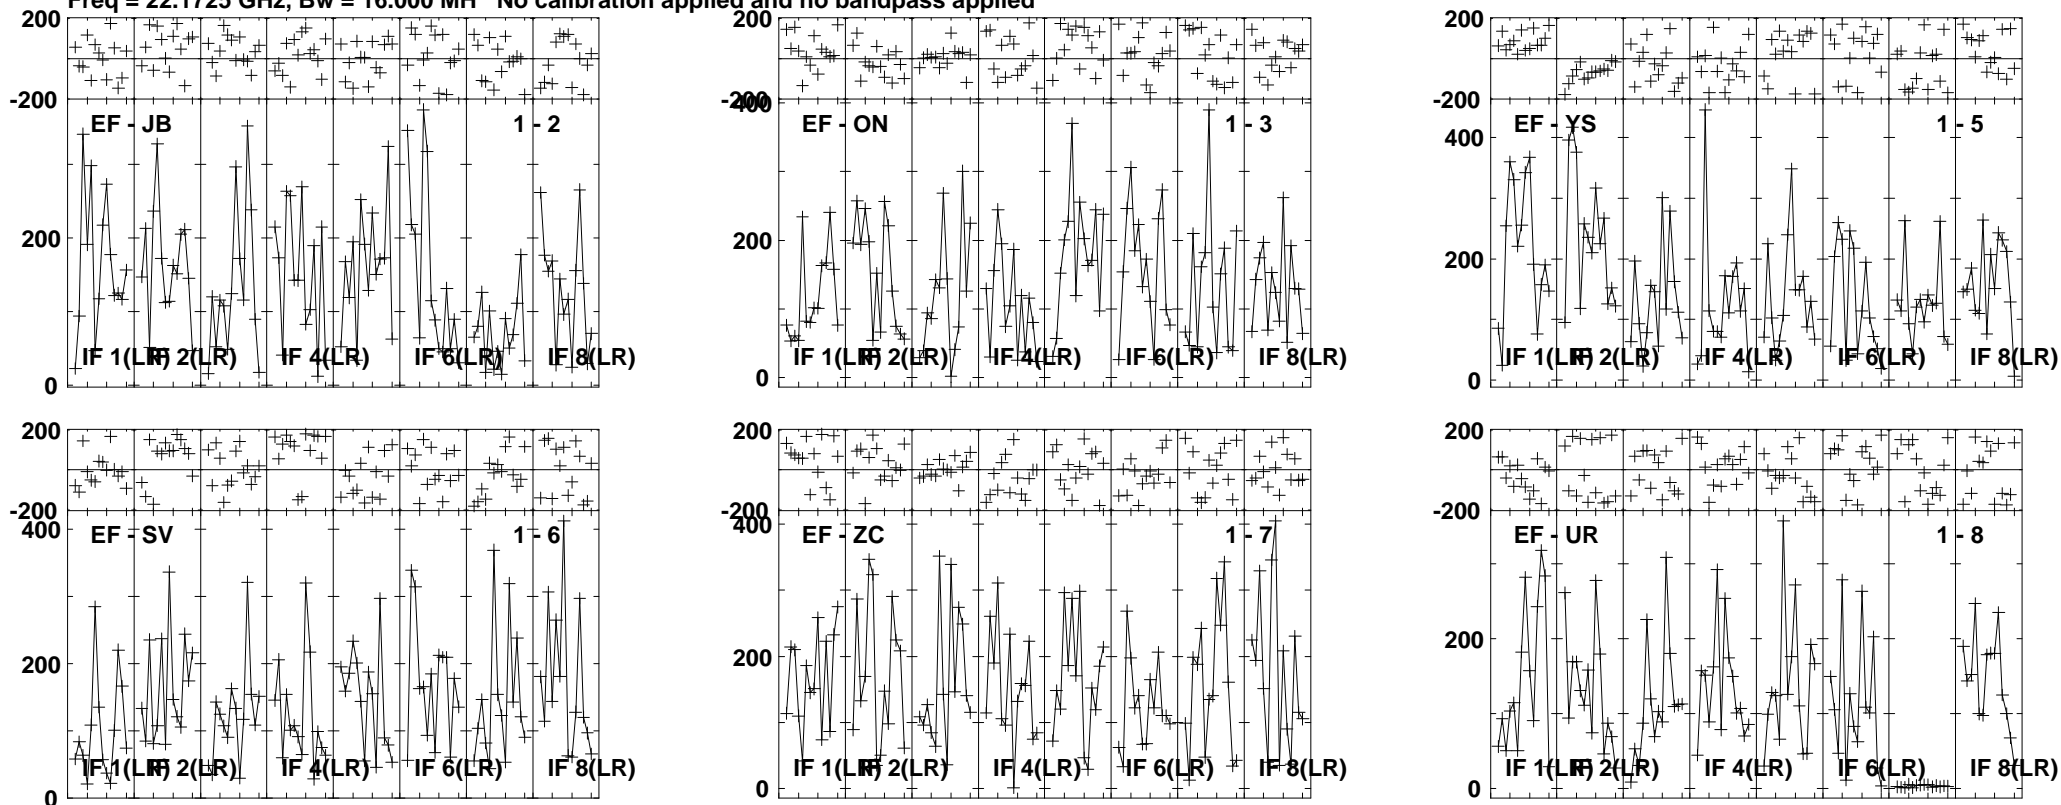 Freq = 22.1725 GHz, Bw = 16.000 MH No calibration applied and no bandpass applied
200
-200
EF - JB 1 - 2
200
0
IF 1(LR) IF 2(LR) IF 4(LR) IF 6(LR) IF 8(LR)
200
-200
400
EF - ON 1 - 3
200
0
IF 1(LR) IF 2(LR) IF 4(LR) IF 6(LR) IF 8(LR)
200
-200
400
EF - YS 1 - 5
200
0
IF 1(LR) IF 2(LR) IF 4(LR) IF 6(LR) IF 8(LR)
200
-200
400
EF - SV 1 - 6
200
0
IF 1(LR) IF 2(LR) IF 4(LR) IF 6(LR) IF 8(LR)
200
-200
400
EF - ZC 1 - 7
200
0
IF 1(LR) IF 2(LR) IF 4(LR) IF 6(LR) IF 8(LR)
200
-200
EF - UR 1 - 8
200
0
IF 1(LR) IF 2(LR) IF 4(LR) IF 6(LR) IF 8(LR)